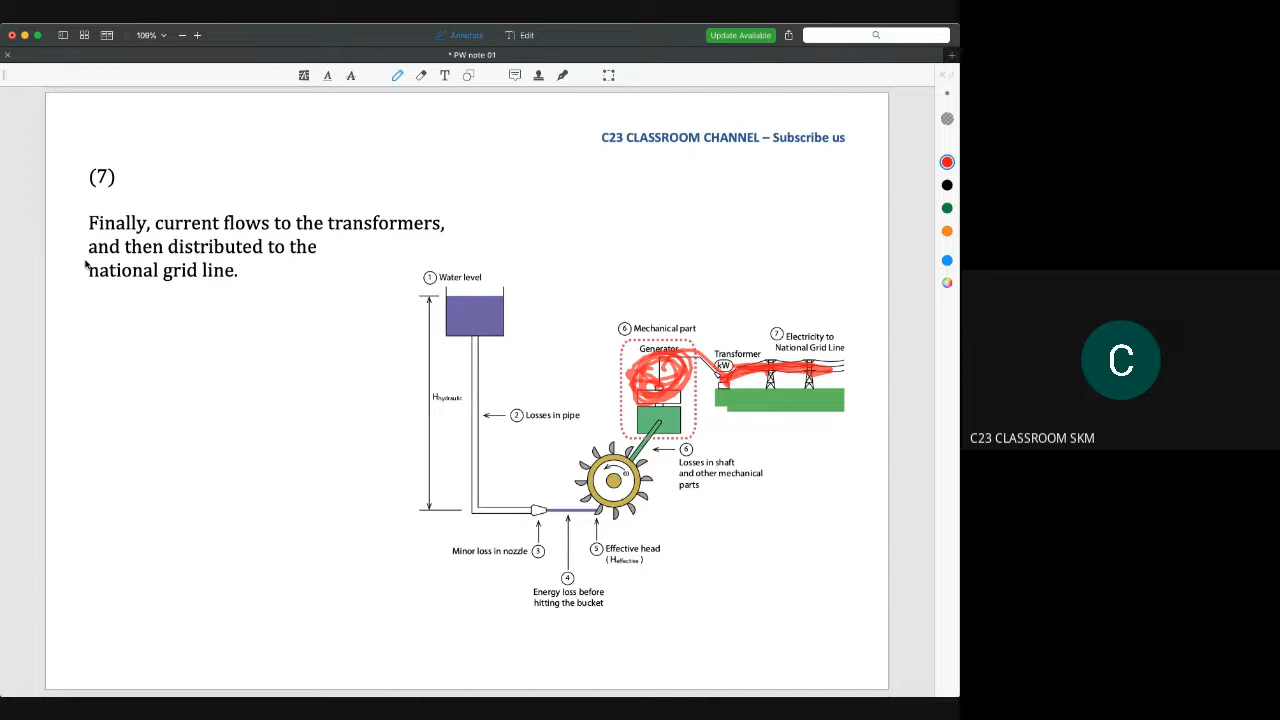 109%
Annotate
Edit
Update Available
* PW note 01
C23 CLASSROOM CHANNEL – Subscribe us
(7)
Finally, current flows to the transformers,
and then distributed to the
national grid line.
1 Water level
6 Mechanical part
Generator
Transformer
kW
7 Electricity to
National Grid Line
Hhydraulic
2 Losses in pipe
6
Losses in shaft
and other mechanical
parts
ω
Minor loss in nozzle 3
5 Effective head
( Heffective )
4
Energy loss before
hitting the bucket
C
C23 CLASSROOM SKM